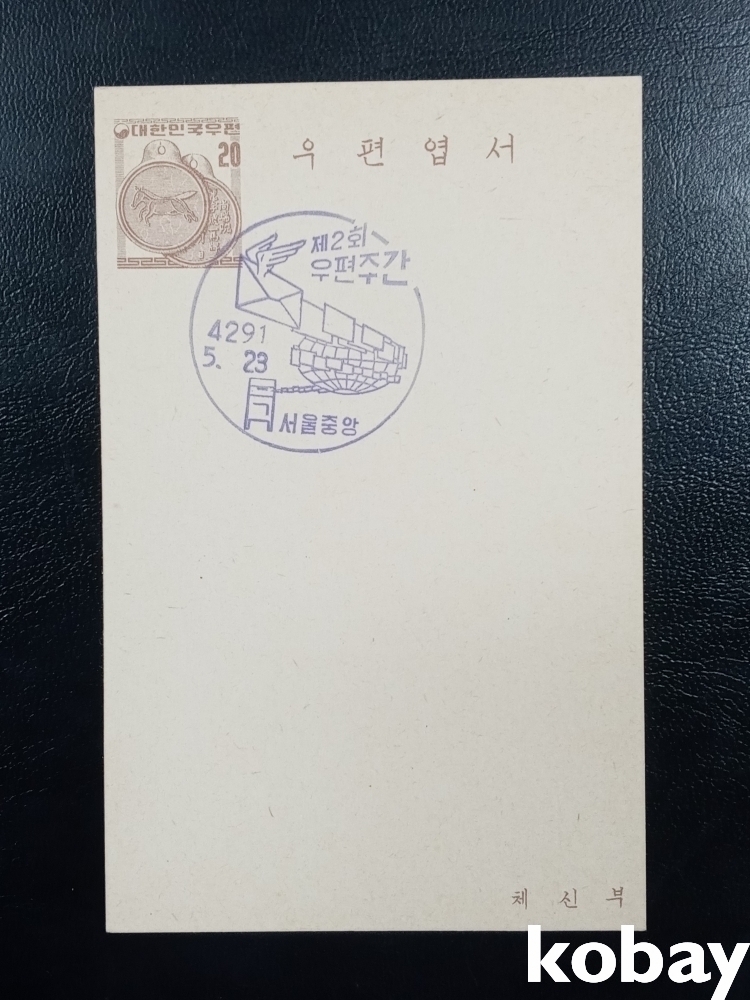 대한민국우편
20
우편엽서
제2회
우편주간
4291
5. 23
서울중앙
체신부
kobay